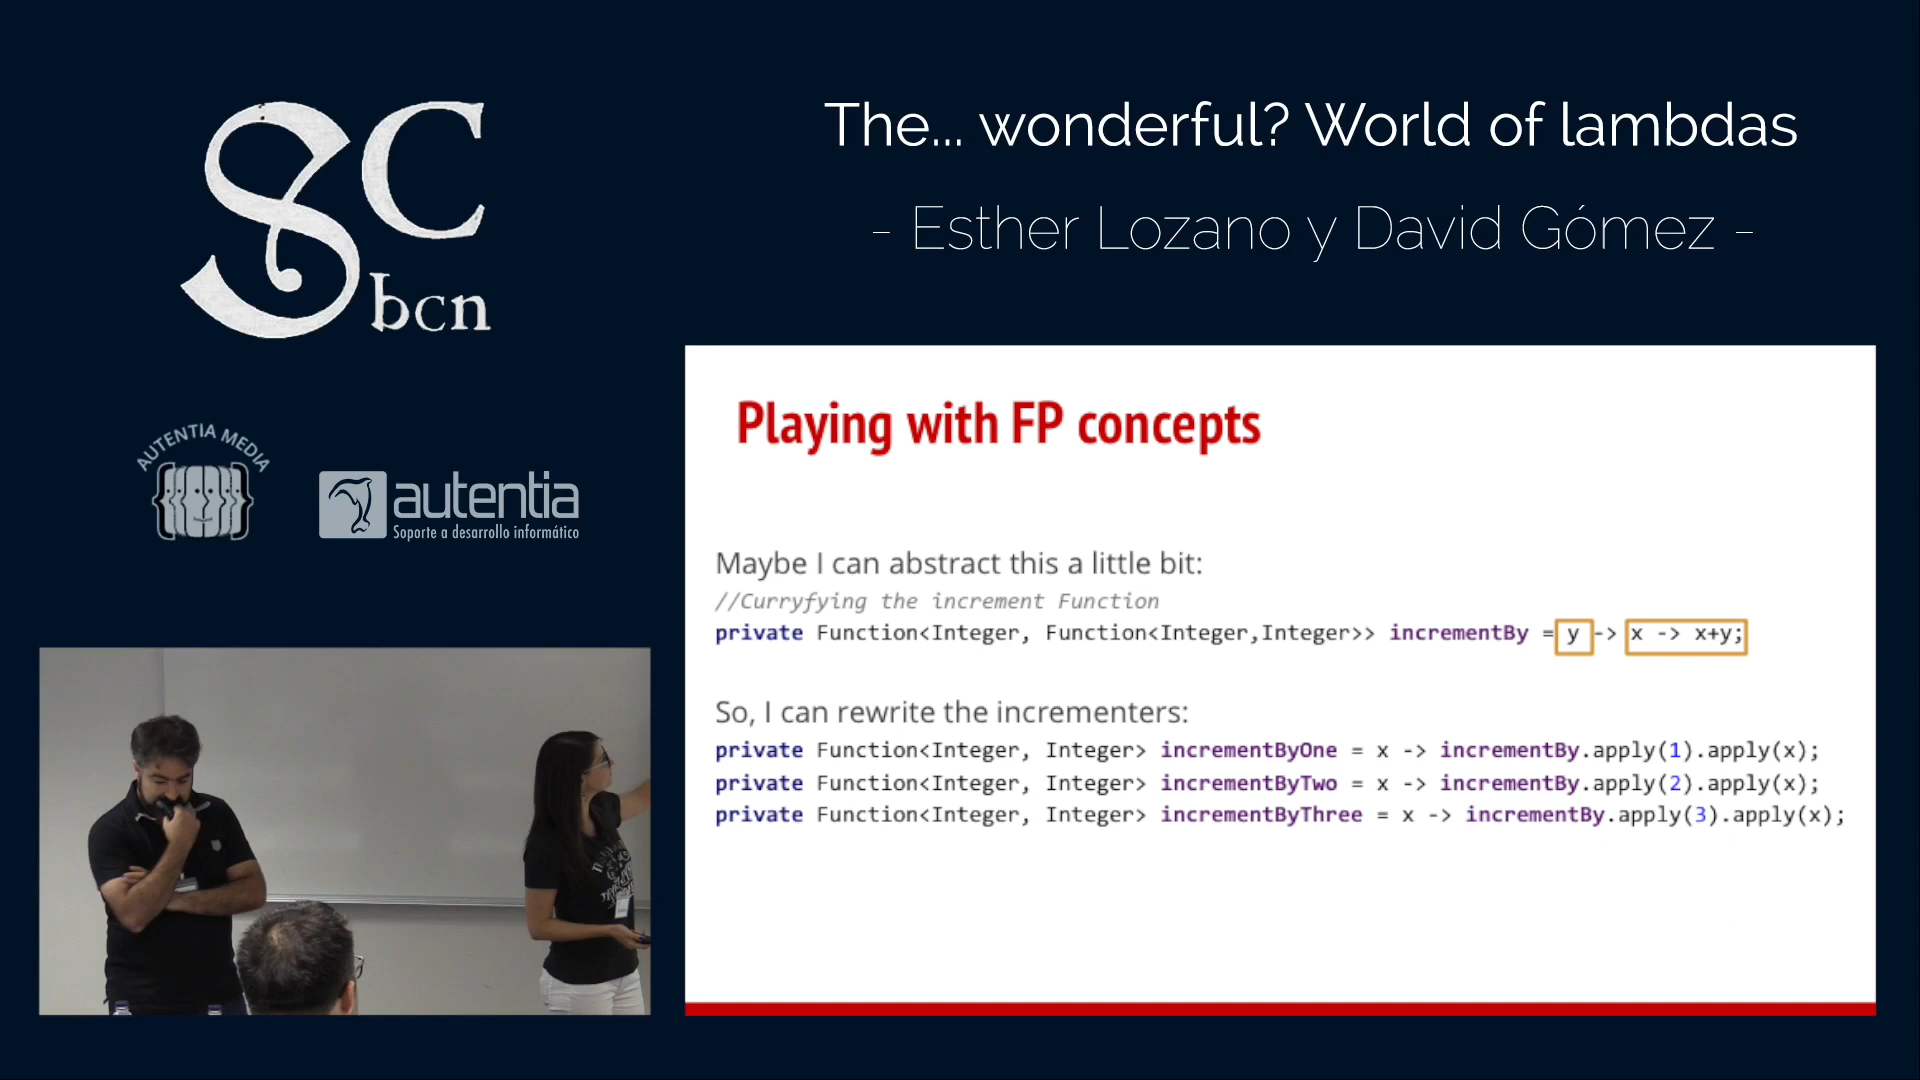 SC
bcn
The... wonderful? World of lambdas
- Esther Lozano y David Gómez -
AUTENTIA MEDIA
autentia
Soporte a desarrollo informático
Playing with FP concepts
Maybe I can abstract this a little bit:
//Curryfying the increment Function
private Function<Integer, Function<Integer,Integer>> incrementBy = y -> x -> x+y;
So, I can rewrite the incrementers:
private Function<Integer, Integer> incrementByOne = x -> incrementBy.apply(1).apply(x);
private Function<Integer, Integer> incrementByTwo = x -> incrementBy.apply(2).apply(x);
private Function<Integer, Integer> incrementByThree = x -> incrementBy.apply(3).apply(x);